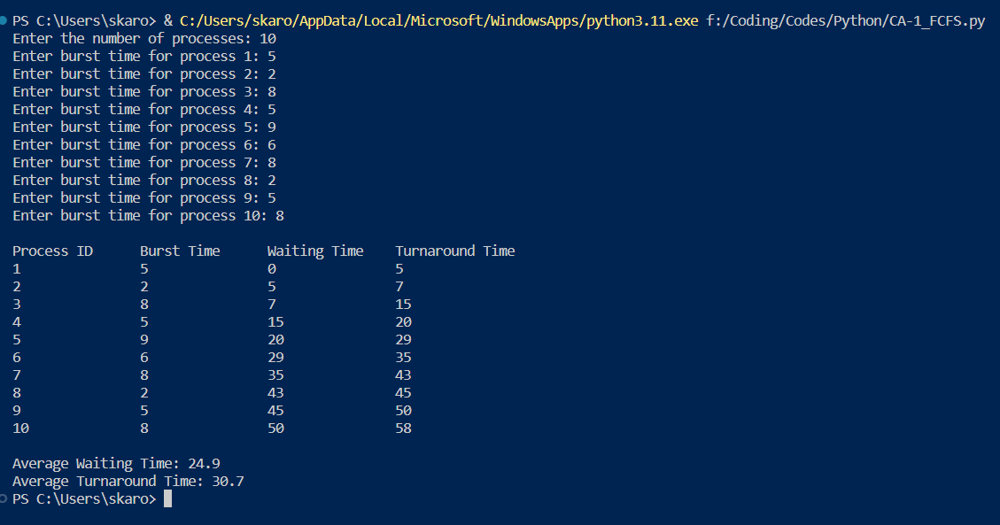 PS C:\Users\skaro> & C:/Users/skaro/AppData/Local/Microsoft/WindowsApps/python3.11.exe f:/Coding/Codes/Python/CA-1_FCFS.py
Enter the number of processes: 10
Enter burst time for process 1: 5
Enter burst time for process 2: 2
Enter burst time for process 3: 8
Enter burst time for process 4: 5
Enter burst time for process 5: 9
Enter burst time for process 6: 6
Enter burst time for process 7: 8
Enter burst time for process 8: 2
Enter burst time for process 9: 5
Enter burst time for process 10: 8
Process ID Burst Time Waiting Time Turnaround Time
1 5 0 5
2 2 5 7
3 8 7 15
4 5 15 20
5 9 20 29
6 6 29 35
7 8 35 43
8 2 43 45
9 5 45 50
10 8 50 58
Average Waiting Time: 24.9
Average Turnaround Time: 30.7
PS C:\Users\skaro>